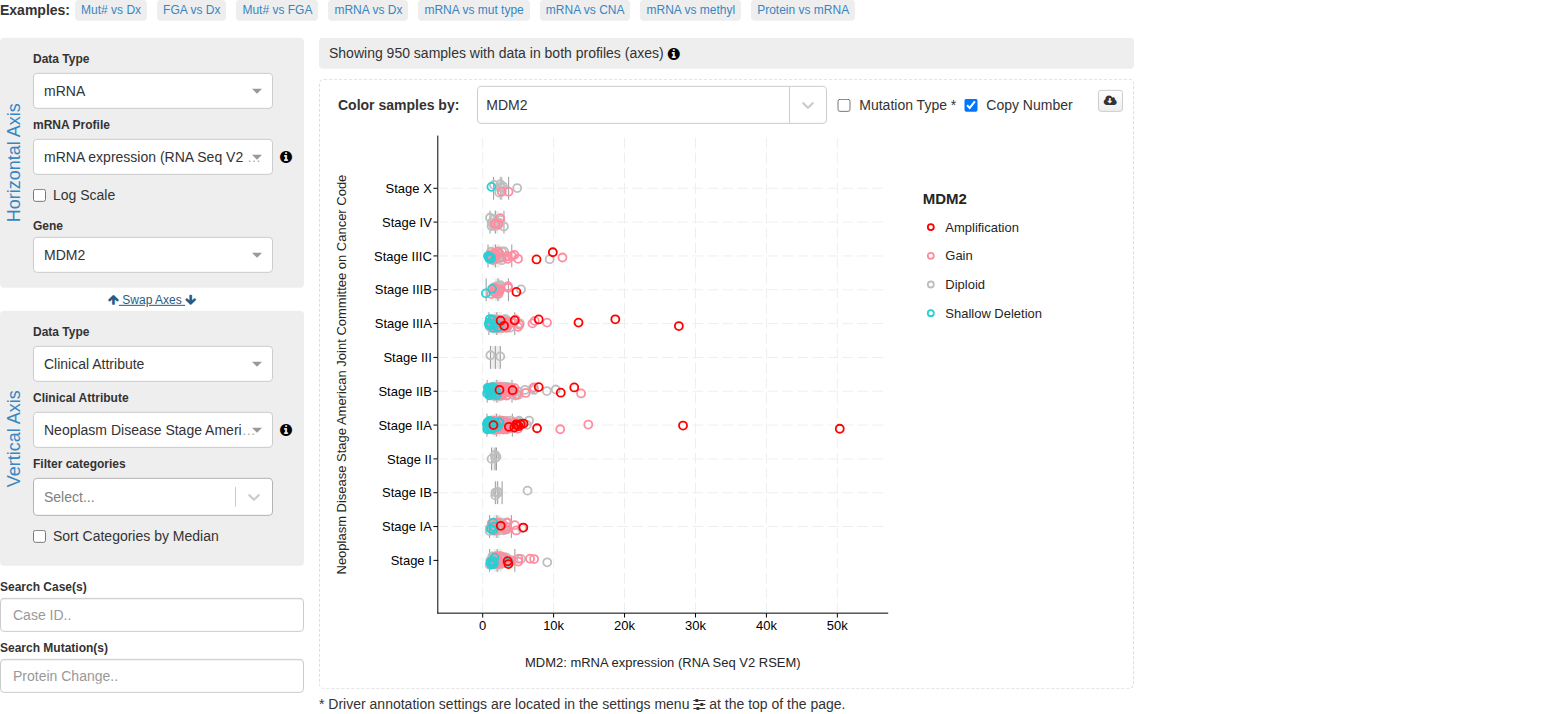 Examples: Mut# vs Dx FGA vs Dx Mut# vs FGA mRNA vs Dx mRNA vs mut type mRNA vs CNA mRNA vs methyl Protein vs mRNA
Horizontal Axis
Data Type
mRNA
mRNA Profile
mRNA expression (RNA Seq V2 ...
Log Scale
Gene
MDM2
Swap Axes
Vertical Axis
Data Type
Clinical Attribute
Clinical Attribute
Neoplasm Disease Stage Ameri...
Filter categories
Select...
Sort Categories by Median
Search Case(s)
Case ID..
Search Mutation(s)
Protein Change..
Showing 950 samples with data in both profiles (axes)
Color samples by: MDM2 Mutation Type * Copy Number
Neoplasm Disease Stage American Joint Committee on Cancer Code
Stage X
Stage IV
Stage IIIC
Stage IIIB
Stage IIIA
Stage III
Stage IIB
Stage IIA
Stage II
Stage IB
Stage IA
Stage I
0 10k 20k 30k 40k 50k
MDM2: mRNA expression (RNA Seq V2 RSEM)
MDM2
Amplification
Gain
Diploid
Shallow Deletion
* Driver annotation settings are located in the settings menu at the top of the page.